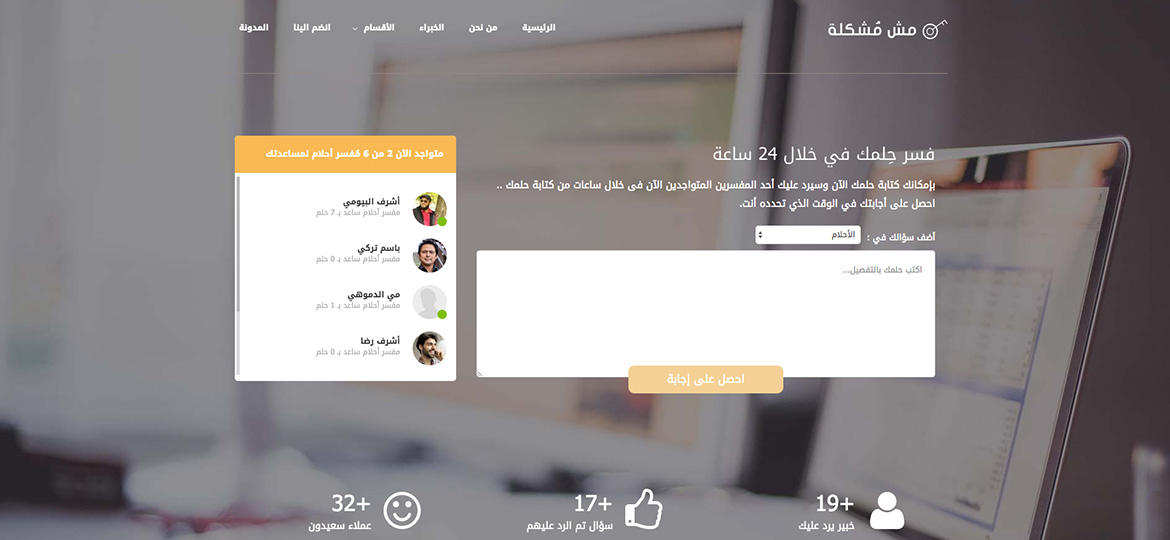 مش مُشكلة
الرئيسية
من نحن
الخبراء
الأقسام
انضم الينا
المدونة
فسر حِلمك في خلال 24 ساعة
بإمكانك كتابة حلمك الآن وسيرد عليك أحد المفسرين المتواجدين الآن فى خلال ساعات من كتابة حلمك ..
احصل على أجابتك في الوقت الذي تحدده أنت.
أضف سؤالك في :
الأحلام
اكتب حلمك بالتفصيل...
احصل على إجابة
متواجد الآن 2 من 6 مُفسر أحلام لمساعدتك
أشرف البيومي
مفسر أحلام ساعد بـ 7 حلم
باسم تركي
مفسر أحلام ساعد بـ 0 حلم
مي الدموهي
مفسر أحلام ساعد بـ 1 حلم
أشرف رضا
مفسر أحلام ساعد بـ 0 حلم
19+
خبير يرد عليك
17+
سؤال تم الرد عليهم
32+
عملاء سعيدون